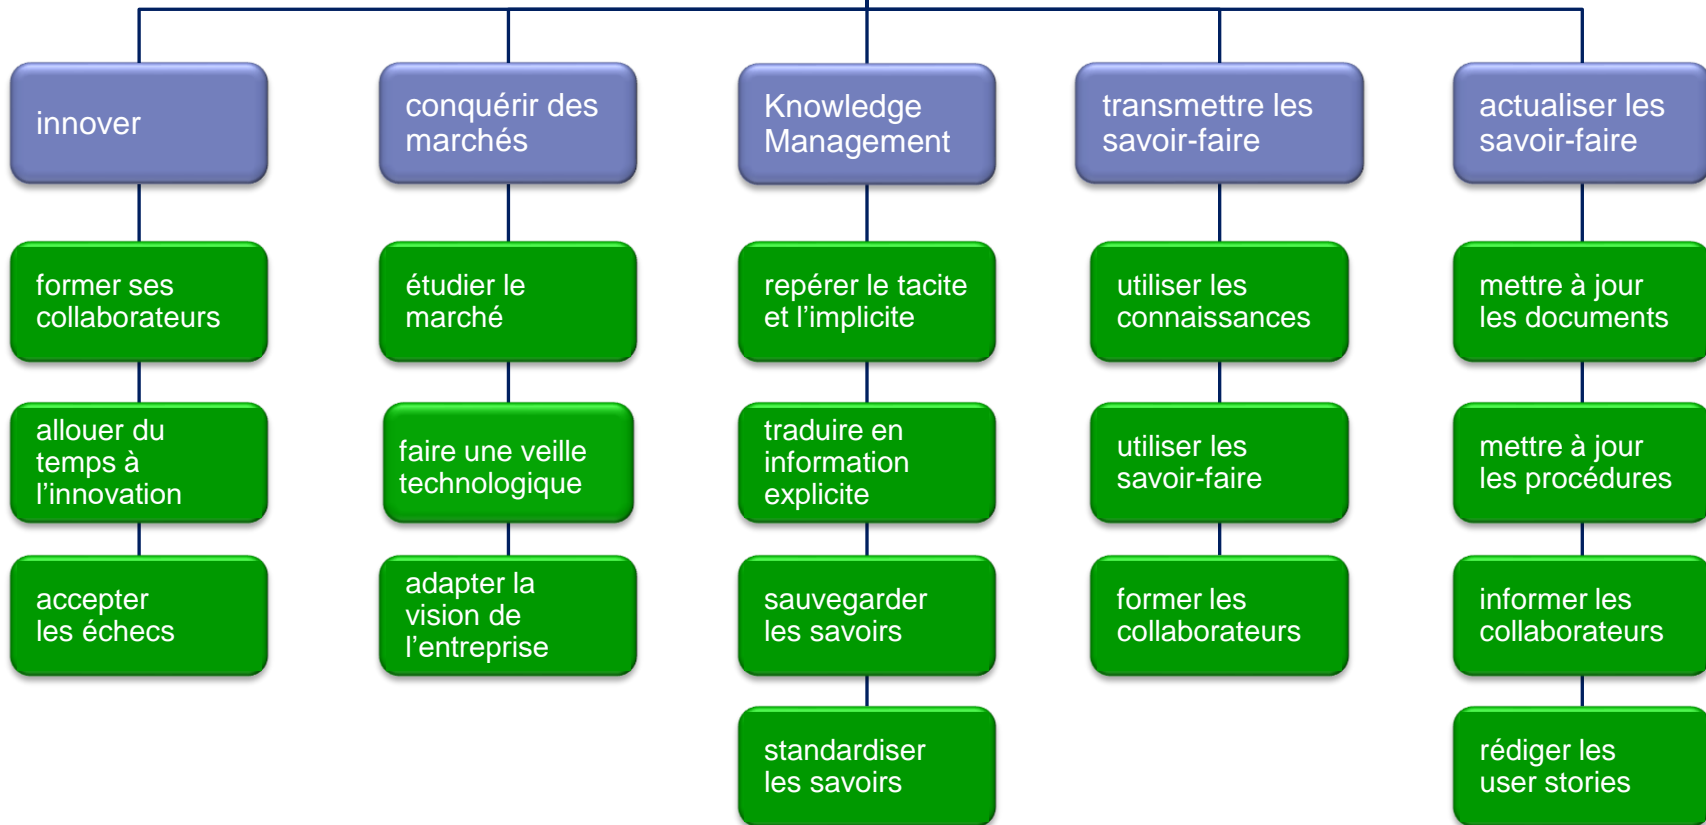 innover
conquérir des
marchés
Knowledge
Management
transmettre les
savoir-faire
actualiser les
savoir-faire
former ses
collaborateurs
étudier le
marché
repérer le tacite
et l’implicite
utiliser les
connaissances
mettre à jour
les documents
allouer du
temps à
l’innovation
faire une veille
technologique
traduire en
information
explicite
utiliser les
savoir-faire
mettre à jour
les procédures
accepter
les échecs
adapter la
vision de
l’entreprise
sauvegarder
les savoirs
former les
collaborateurs
informer les
collaborateurs
standardiser
les savoirs
rédiger les
user stories